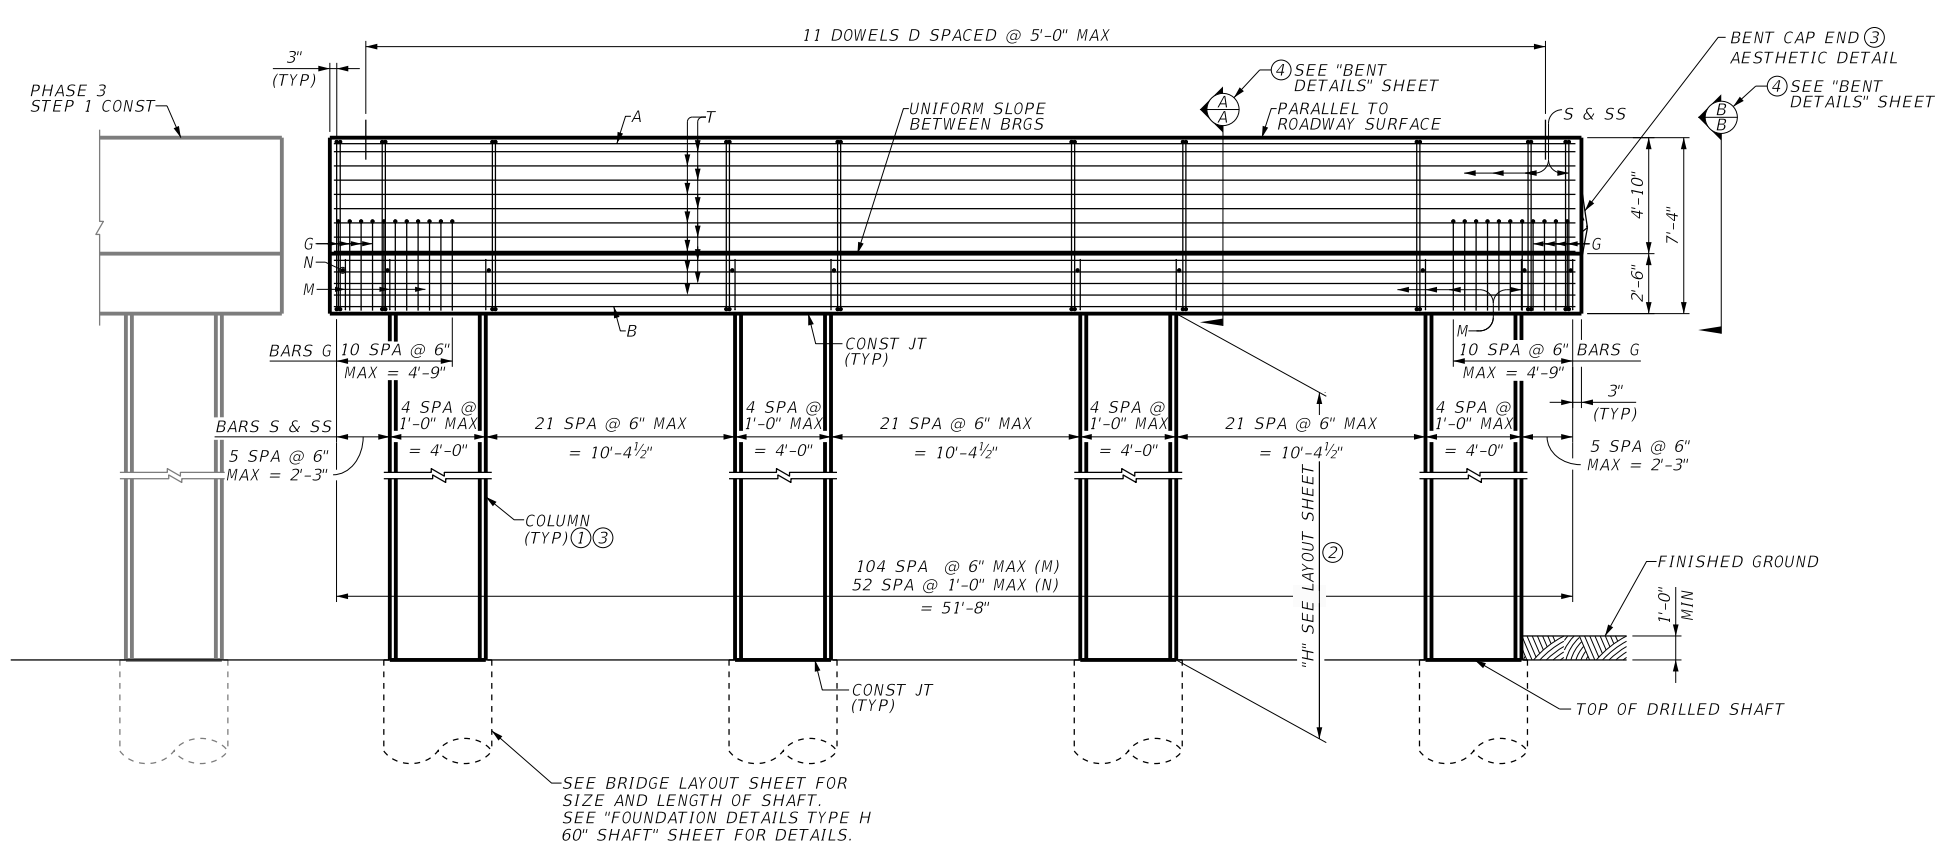 11 DOWELS D SPACED @ 5'-0" MAX
BENT CAP END 3
AESTHETIC DETAIL
3"
(TYP)
4 SEE "BENT
DETAILS" SHEET
4 SEE "BENT
DETAILS" SHEET
PHASE 3
STEP 1 CONST
A
T
UNIFORM SLOPE
BETWEEN BRGS
A
A
PARALLEL TO
ROADWAY SURFACE
S & SS
B
B
4'-10"
7'-4"
2'-6"
G
N
M
G
B
M
CONST JT
(TYP)
BARS G
10 SPA @ 6"
MAX = 4'-9"
10 SPA @ 6"
MAX = 4'-9"
BARS G
3"
(TYP)
BARS S & SS
5 SPA @ 6"
MAX = 2'-3"
4 SPA @
1'-0" MAX
= 4'-0"
21 SPA @ 6" MAX
= 10'-4½"
4 SPA @
1'-0" MAX
= 4'-0"
21 SPA @ 6" MAX
= 10'-4½"
4 SPA @
1'-0" MAX
= 4'-0"
21 SPA @ 6" MAX
= 10'-4½"
4 SPA @
1'-0" MAX
= 4'-0"
5 SPA @ 6"
MAX = 2'-3"
COLUMN
(TYP) 1 3
"H" SEE LAYOUT SHEET 2
104 SPA @ 6" MAX (M)
52 SPA @ 1'-0" MAX (N)
= 51'-8"
FINISHED GROUND
1'-0"
MIN
CONST JT
(TYP)
TOP OF DRILLED SHAFT
SEE BRIDGE LAYOUT SHEET FOR
SIZE AND LENGTH OF SHAFT.
SEE "FOUNDATION DETAILS TYPE H
60" SHAFT" SHEET FOR DETAILS.